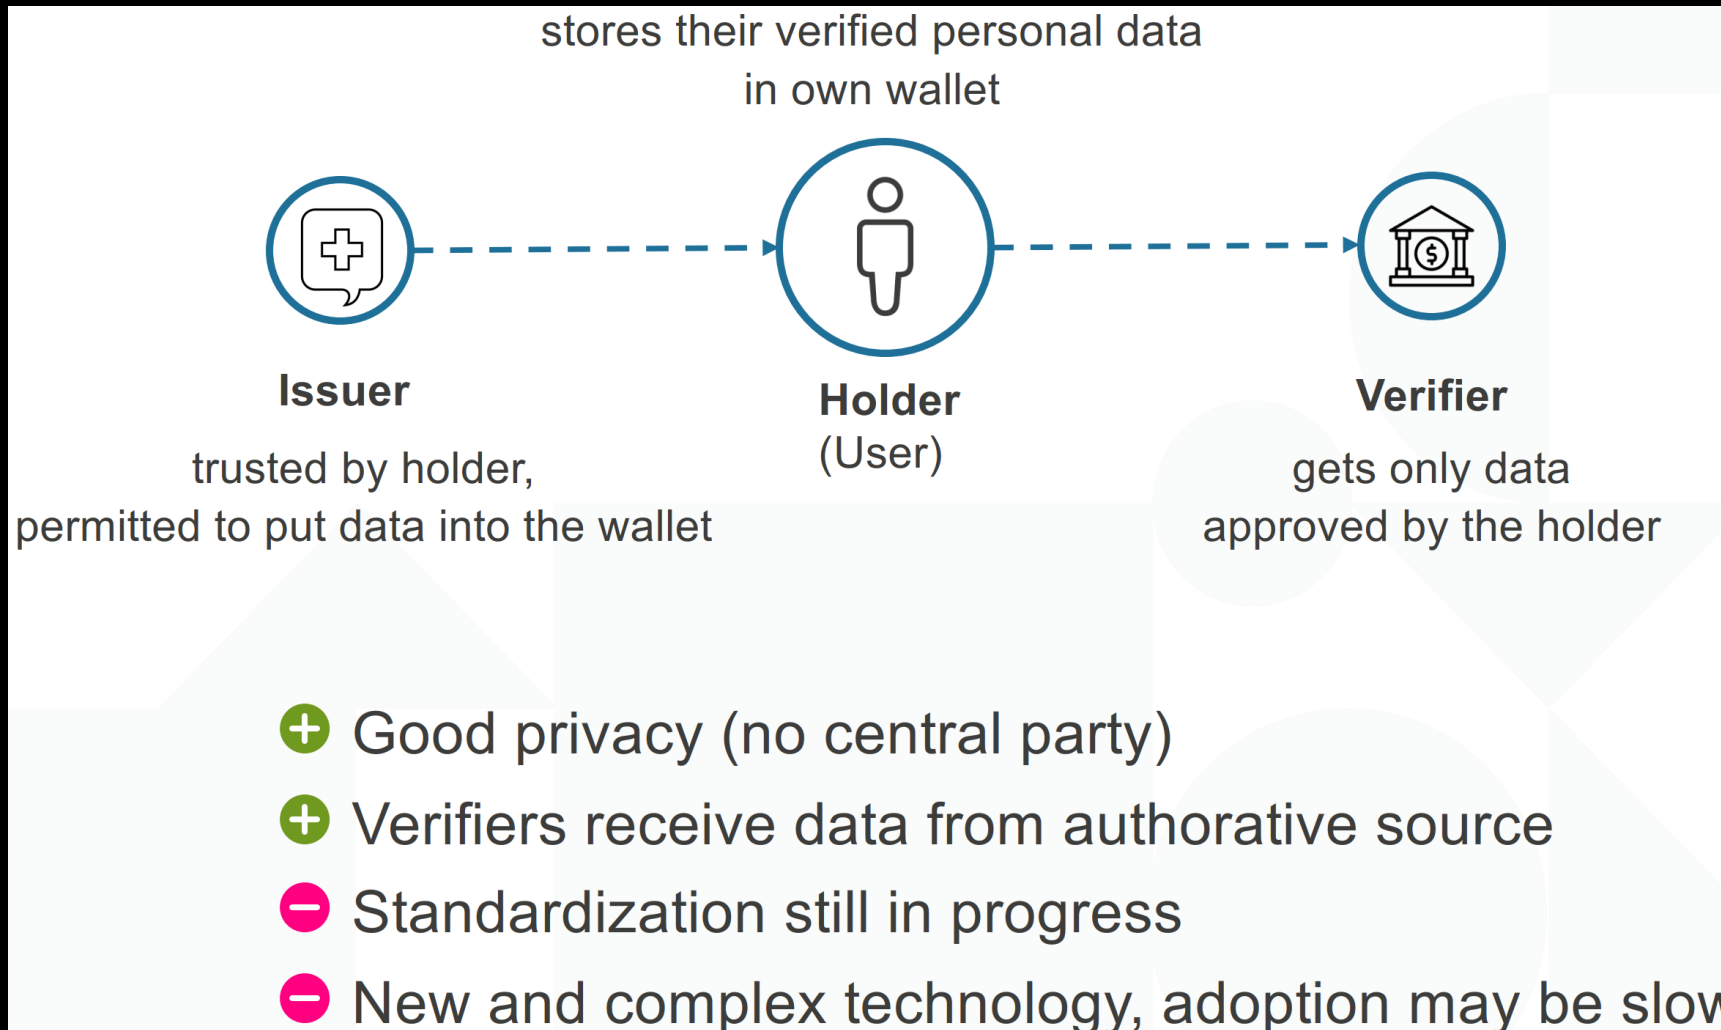 stores their verified personal data
in own wallet
$
Issuer
trusted by holder,
permitted to put data into the wallet
Holder
(User)
Verifier
gets only data
approved by the holder
Good privacy (no central party)
Verifiers receive data from authorative source
Standardization still in progress
New and complex technology, adoption may be slow